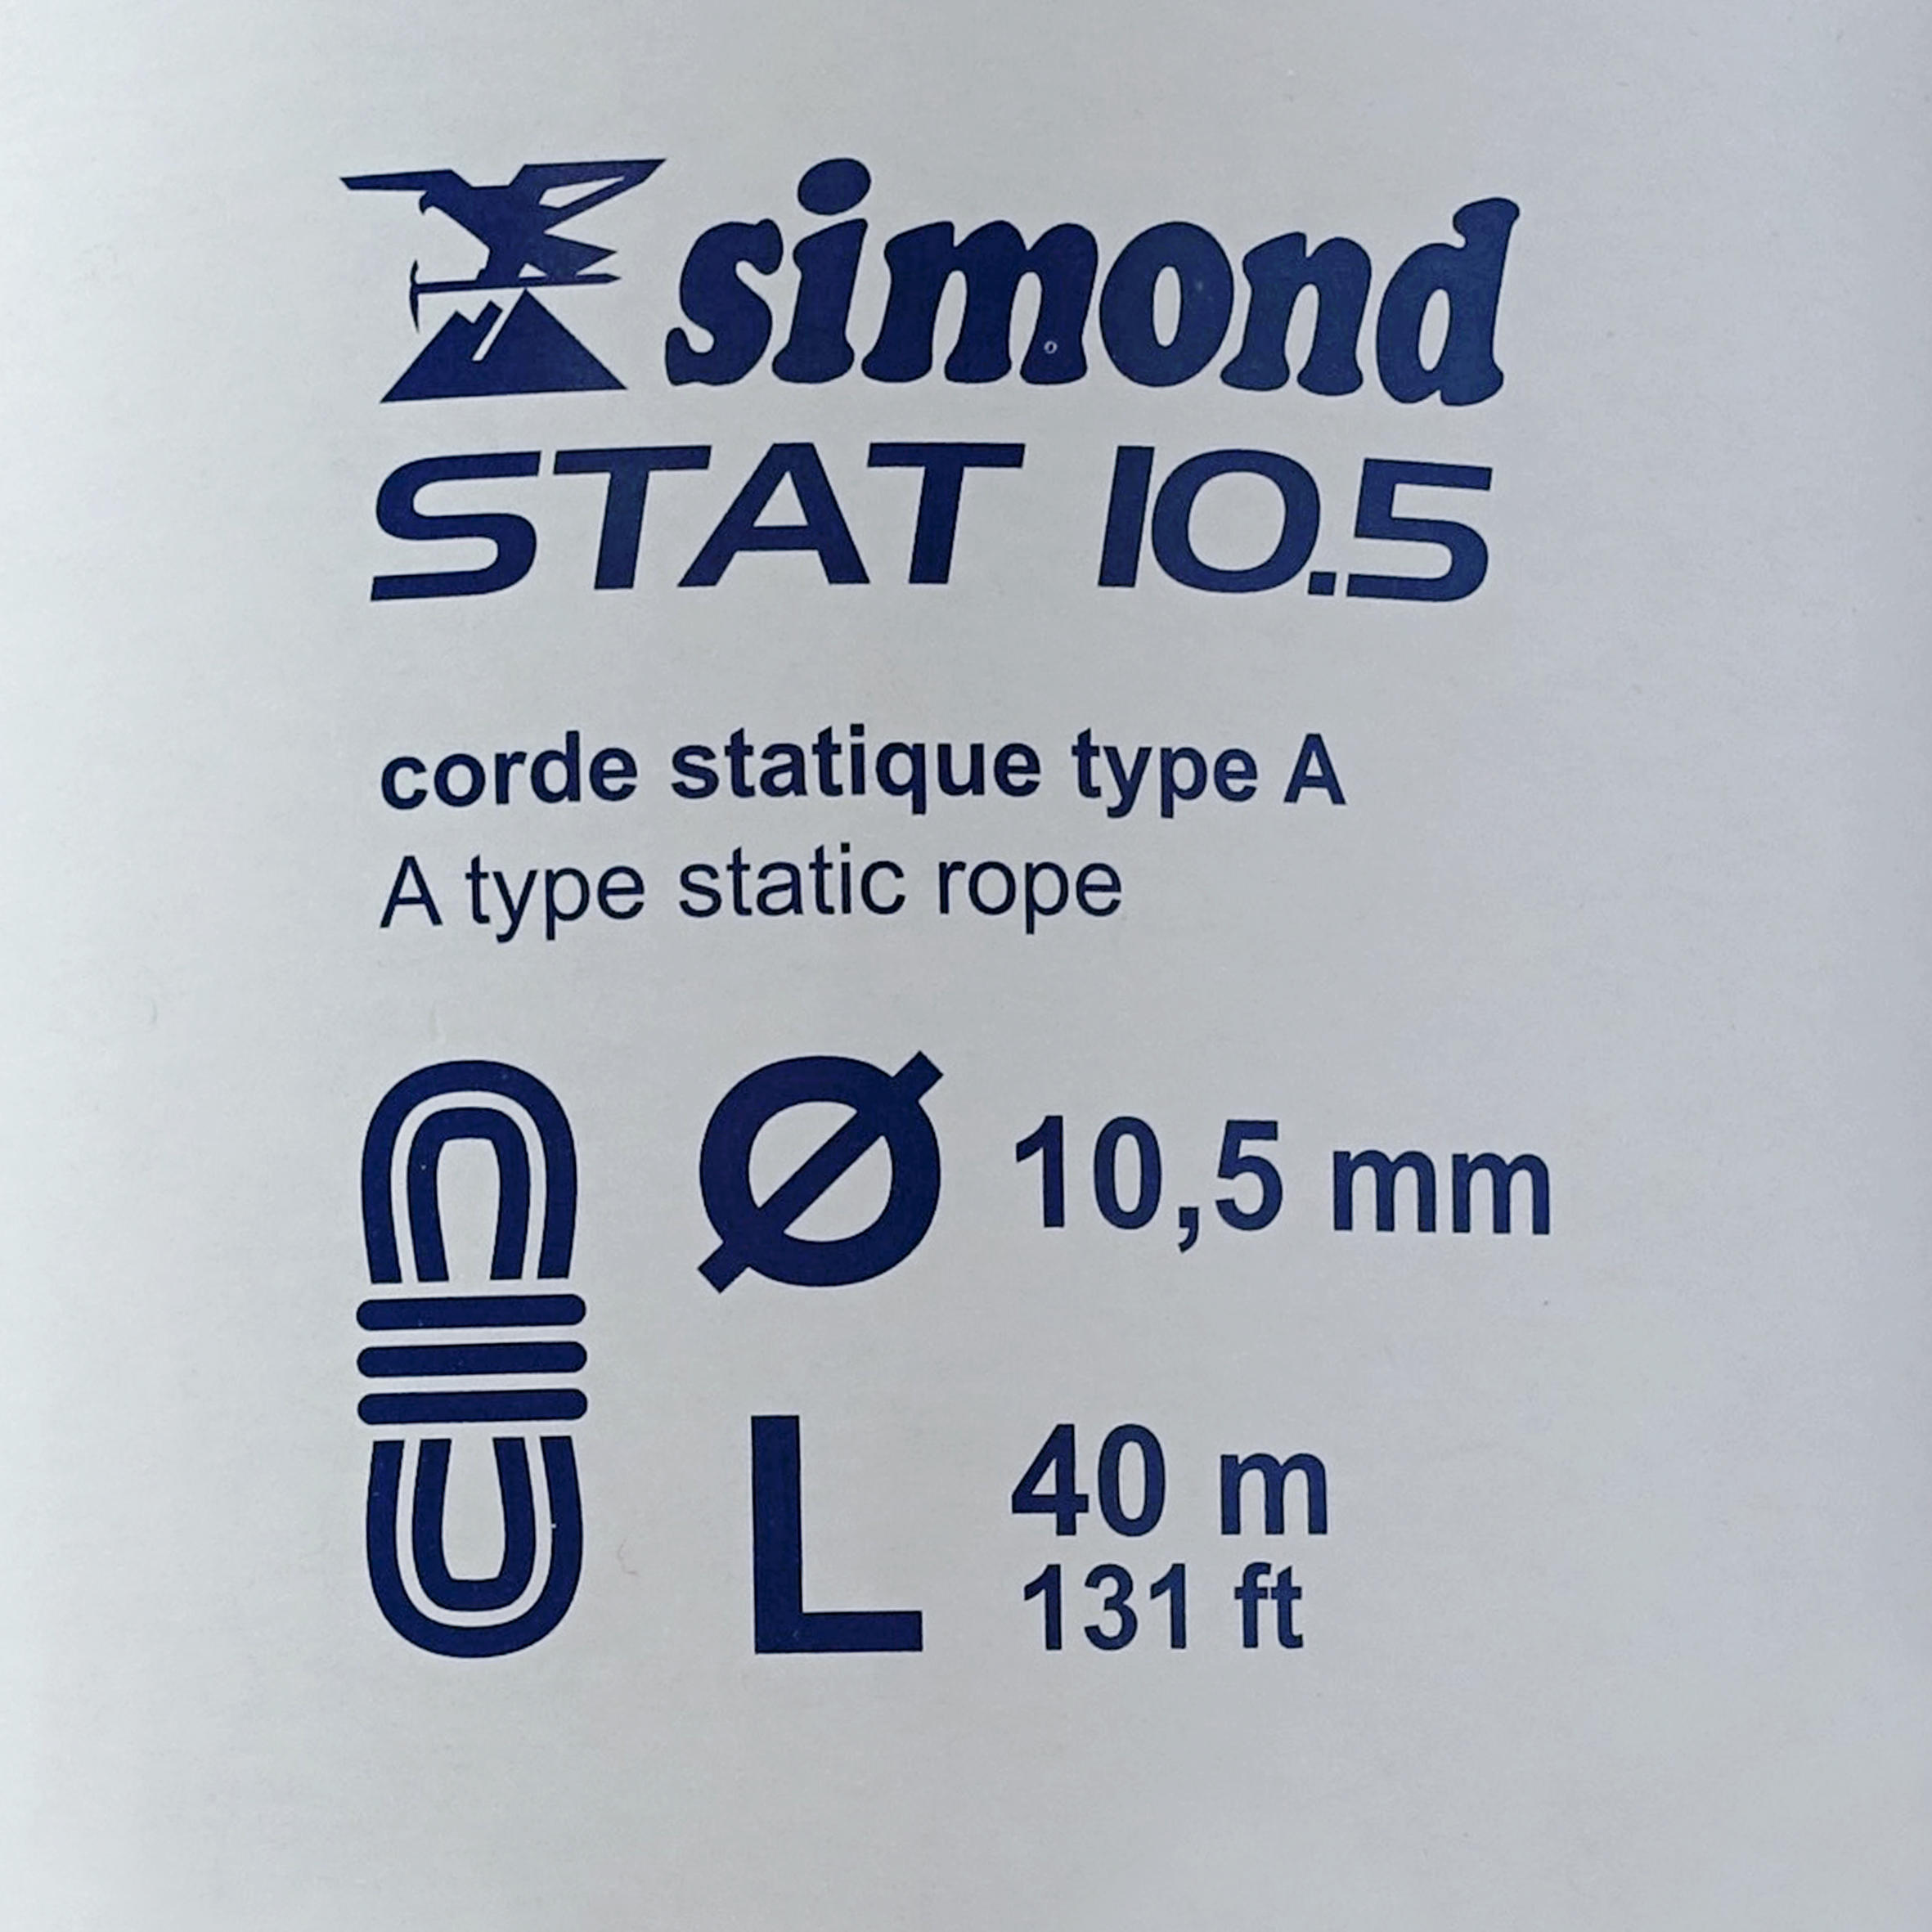 simond
STAT 10.5
corde statique type A
A type static rope
Ø 10,5 mm
L 40 m
131 ft